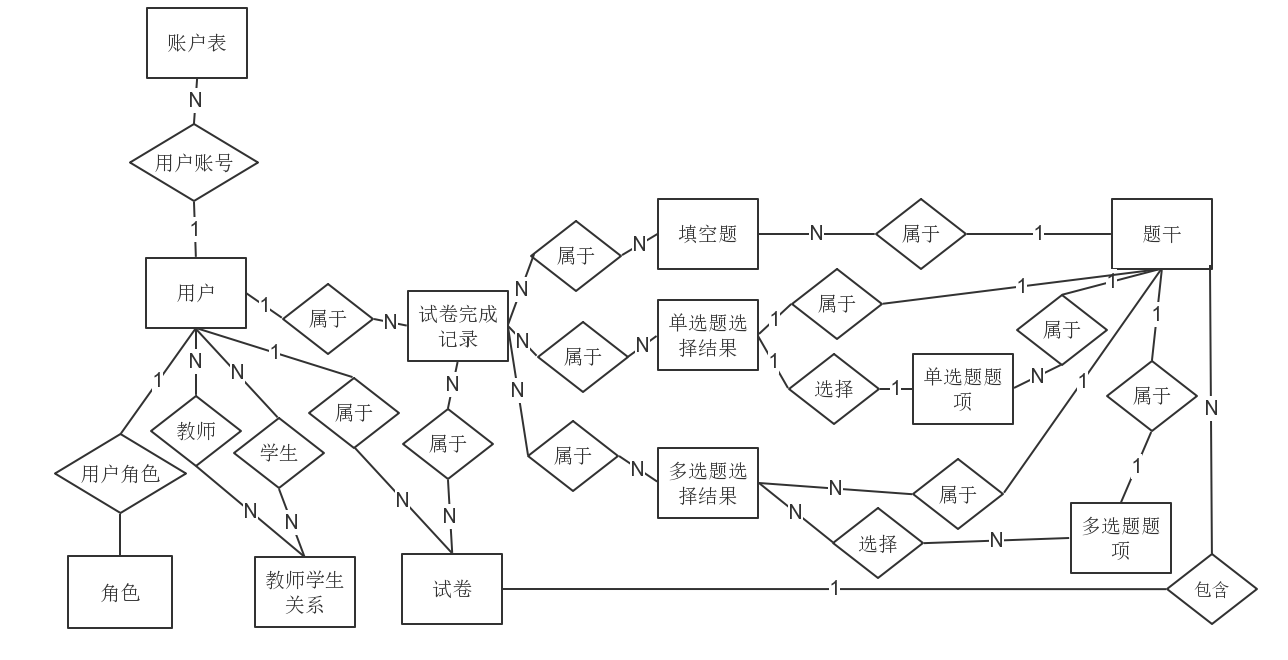 账户表
N
用户账号
1
用户
1
属于
N
试卷完成
记录
N
属于
N
填空题
N
属于
1
题干
N
属于
N
单选题选
择结果
1
属于
1
1
选择
1
单选题题
项
N
属于
1
N
属于
N
多选题选
择结果
N
属于
1
N
选择
N
多选题题
项
1
属于
1
1
用户角色
角色
N
教师
N
N
学生
N
教师学生
关系
1
属于
N
N
属于
N
试卷
1
包含
N